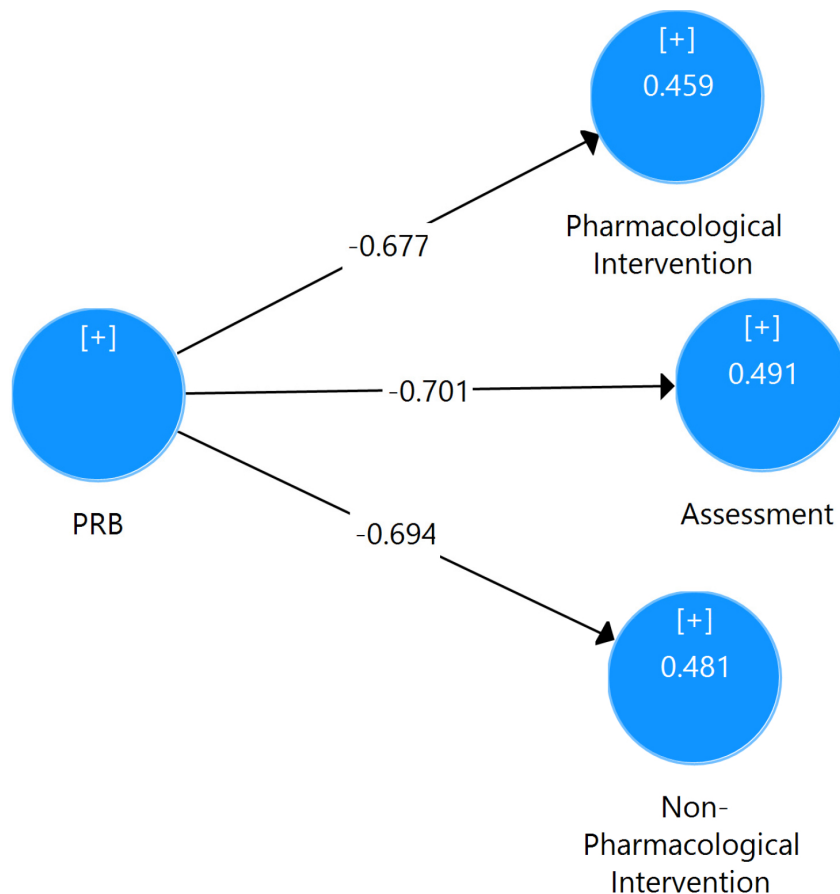 [+]
0.459
Pharmacological
Intervention
-0.677
[+]
PRB
-0.701
[+]
0.491
Assessment
-0.694
[+]
0.481
Non-
Pharmacological
Intervention